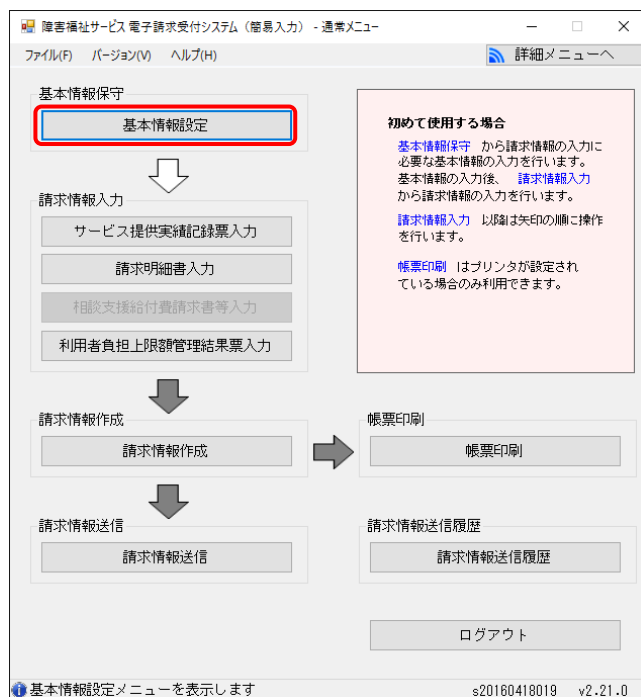 障害福祉サービス 電子請求受付システム（簡易入力） - 通常メニュー
ファイル(F) バージョン(V) ヘルプ(H)
詳細メニューへ
基本情報保守
基本情報設定
請求情報入力
サービス提供実績記録票入力
請求明細書入力
相談支援給付費請求書等入力
利用者負担上限額管理結果票入力
請求情報作成
請求情報作成
請求情報送信
請求情報送信
初めて使用する場合
基本情報保守 から請求情報の入力に
必要な基本情報の入力を行います。
基本情報の入力後、 請求情報入力
から請求情報の入力を行います。
請求情報入力 以降は矢印の順に操作
を行います。
帳票印刷 はプリンタが設定され
ている場合のみ利用できます。
帳票印刷
帳票印刷
請求情報送信履歴
請求情報送信履歴
ログアウト
基本情報設定メニューを表示します
s20160418019 v2.21.0